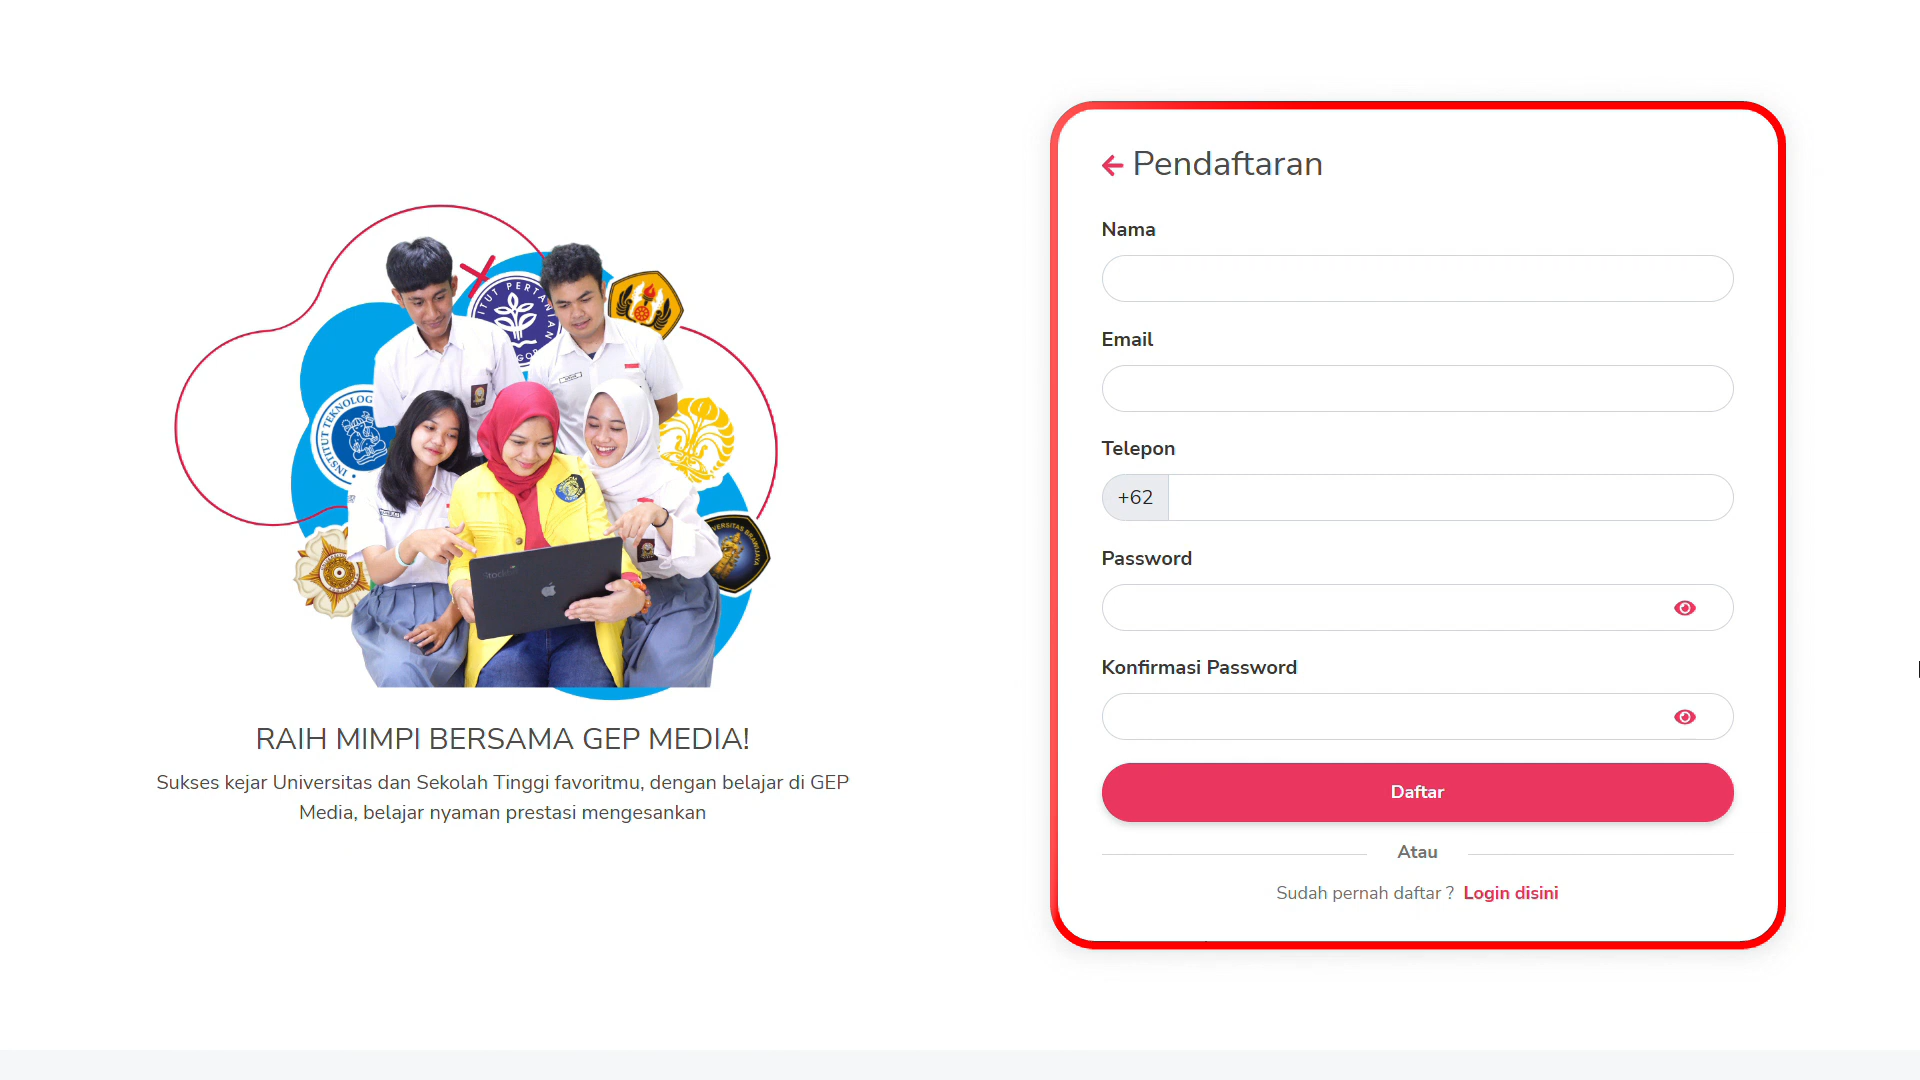 RAIH MIMPI BERSAMA GEP MEDIA!
Sukses kejar Universitas dan Sekolah Tinggi favoritmu, dengan belajar di GEP
Media, belajar nyaman prestasi mengesankan
Pendaftaran
Nama
Email
Telepon
+62
Password
Konfirmasi Password
Daftar
Atau
Sudah pernah daftar ? Login disini